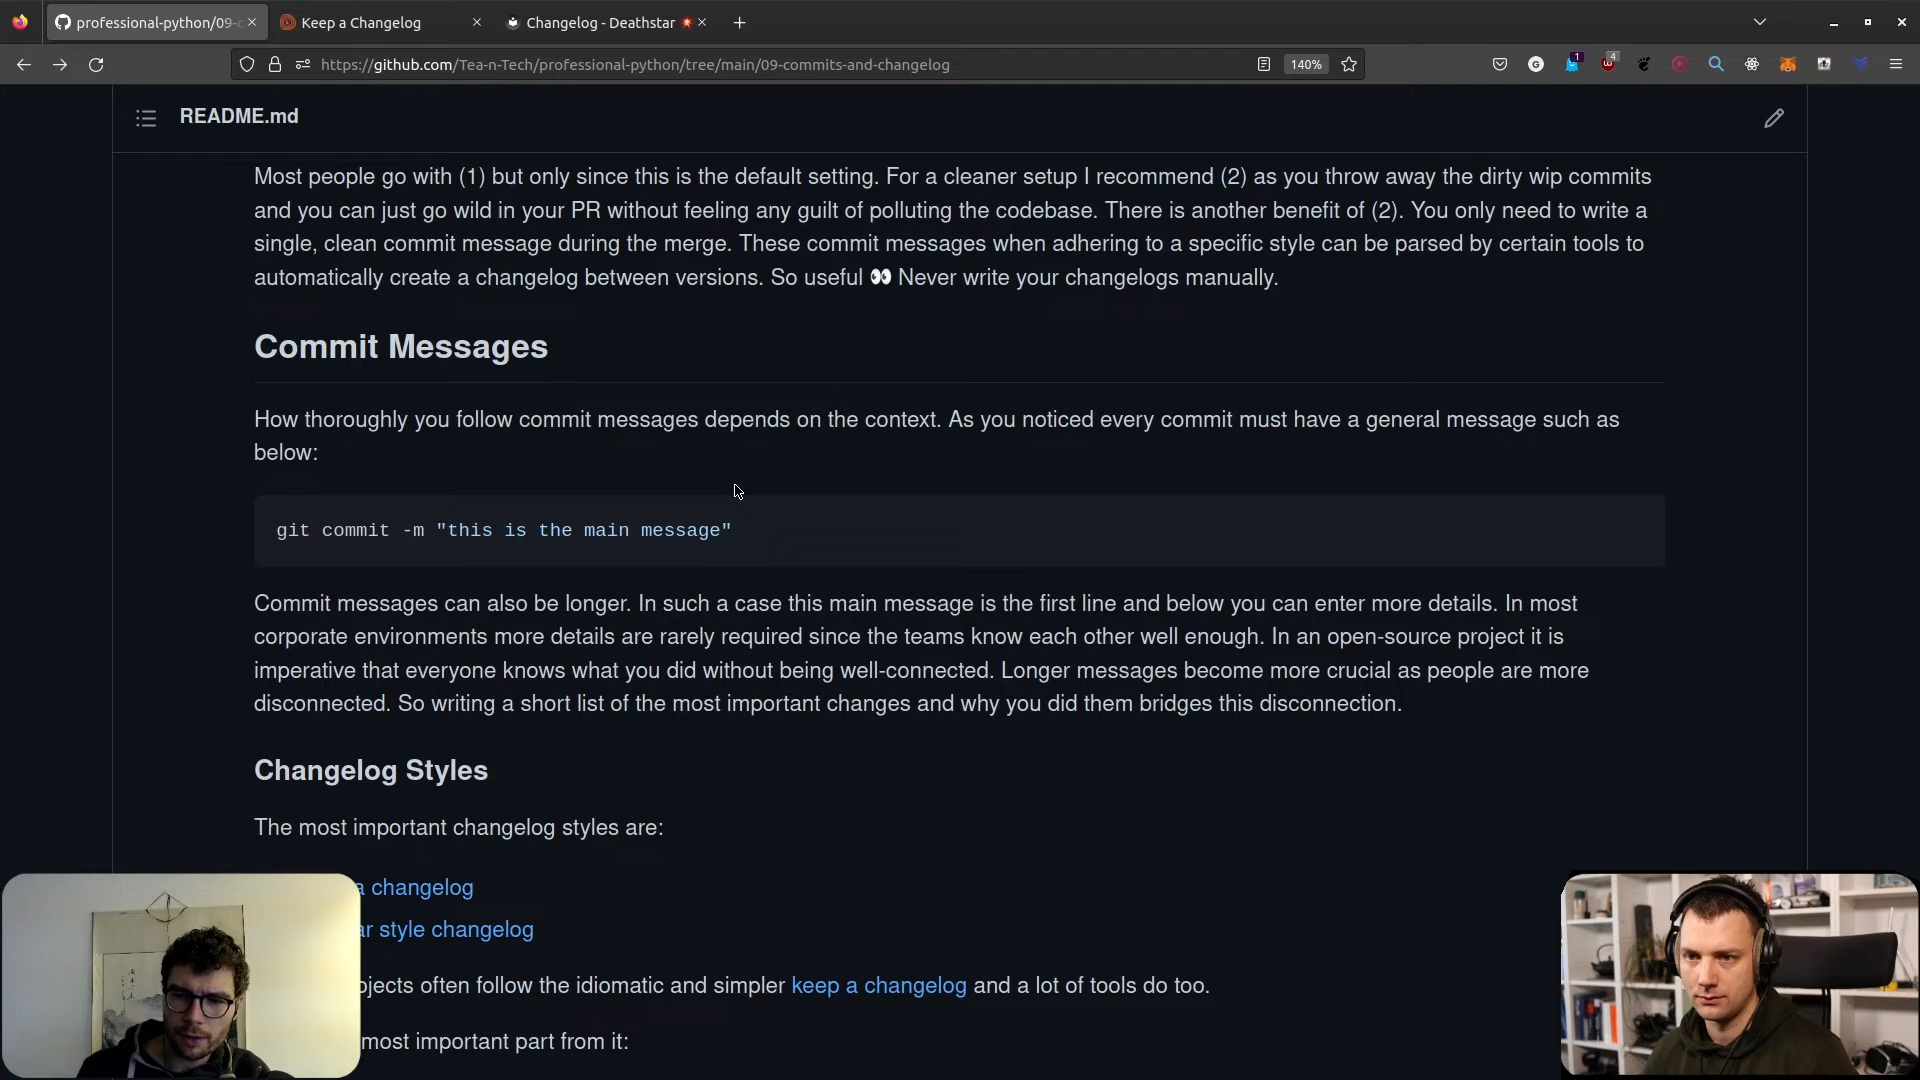 professional-python/09-c
Keep a Changelog
Changelog - Deathstar
https://github.com/Tea-n-Tech/professional-python/tree/main/09-commits-and-changelog
140%
1
4
README.md
Most people go with (1) but only since this is the default setting. For a cleaner setup I recommend (2) as you throw away the dirty wip commits
and you can just go wild in your PR without feeling any guilt of polluting the codebase. There is another benefit of (2). You only need to write a
single, clean commit message during the merge. These commit messages when adhering to a specific style can be parsed by certain tools to
automatically create a changelog between versions. So useful 👀 Never write your changelogs manually.
Commit Messages
How thoroughly you follow commit messages depends on the context. As you noticed every commit must have a general message such as
below:
git commit -m "this is the main message"
Commit messages can also be longer. In such a case this main message is the first line and below you can enter more details. In most
corporate environments more details are rarely required since the teams know each other well enough. In an open-source project it is
imperative that everyone knows what you did without being well-connected. Longer messages become more crucial as people are more
disconnected. So writing a short list of the most important changes and why you did them bridges this disconnection.
Changelog Styles
The most important changelog styles are:
a changelog
ar style changelog
ojects often follow the idiomatic and simpler keep a changelog and a lot of tools do too.
most important part from it: